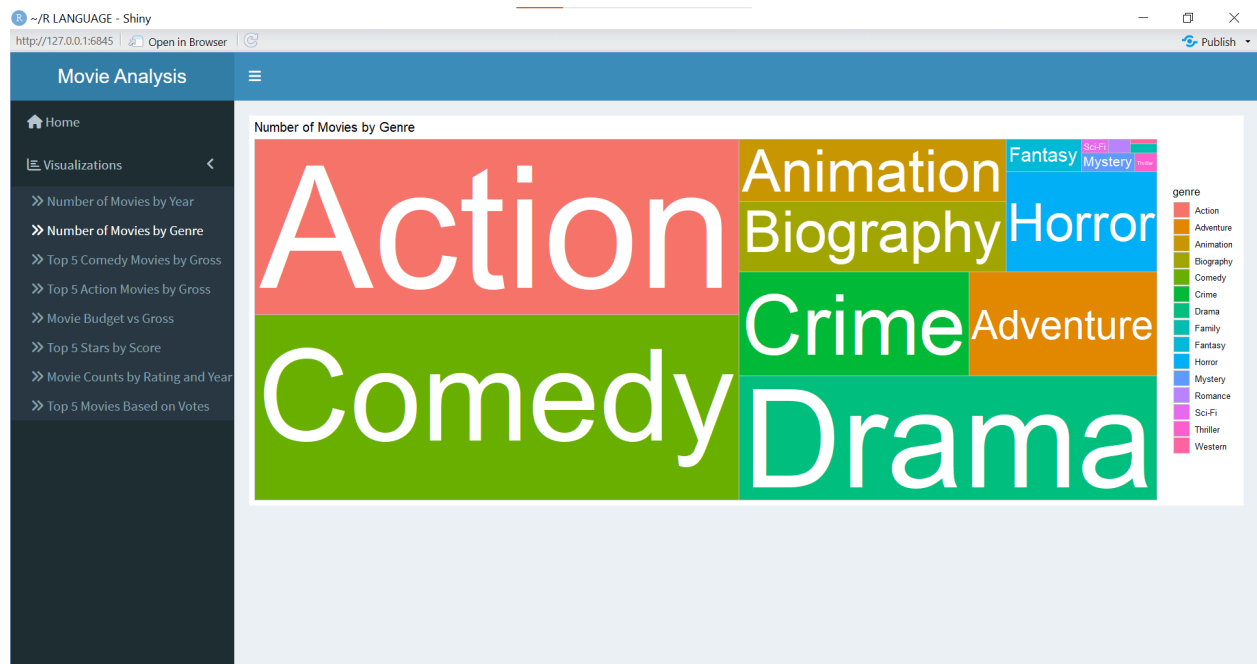 ~/R LANGUAGE - Shiny
http://127.0.0.1:6845 Open in Browser Publish
Movie Analysis
Home
Visualizations
Number of Movies by Year
Number of Movies by Genre
Top 5 Comedy Movies by Gross
Top 5 Action Movies by Gross
Movie Budget vs Gross
Top 5 Stars by Score
Movie Counts by Rating and Year
Top 5 Movies Based on Votes
Number of Movies by Genre
Action
Comedy
Animation
Biography
Fantasy
Sci-Fi
Mystery
Thriller
Horror
Crime
Adventure
Drama
genre
Action
Adventure
Animation
Biography
Comedy
Crime
Drama
Family
Fantasy
Horror
Mystery
Romance
Sci-Fi
Thriller
Western